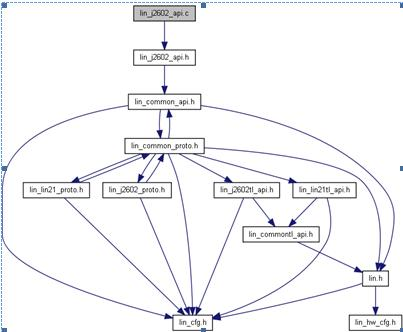 lin_j2602_api.c
lin_j2602_api.h
lin_common_api.h
lin_common_proto.h
lin_lin21_proto.h
lin_j2602_proto.h
lin_j2602tl_api.h
lin_lin21tl_api.h
lin_commontl_api.h
lin.h
lin_cfg.h
lin_hw_cfg.h